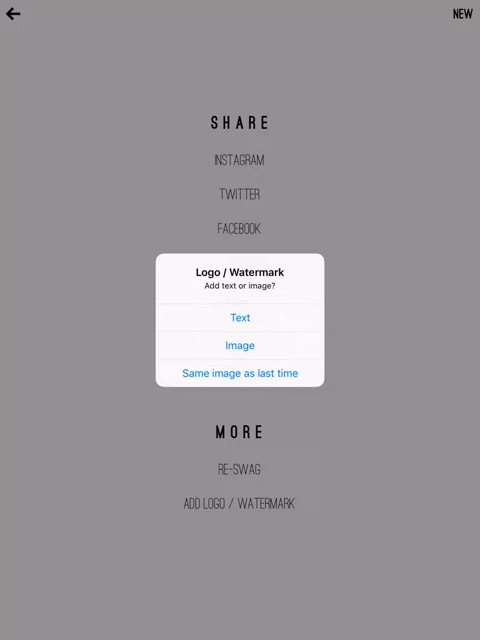 NEW
SHARE
INSTAGRAM
TWITTER
FACEBOOK
Logo / Watermark
Add text or image?
Text
Image
Same image as last time
MORE
RE-SWAG
ADD LOGO / WATERMARK